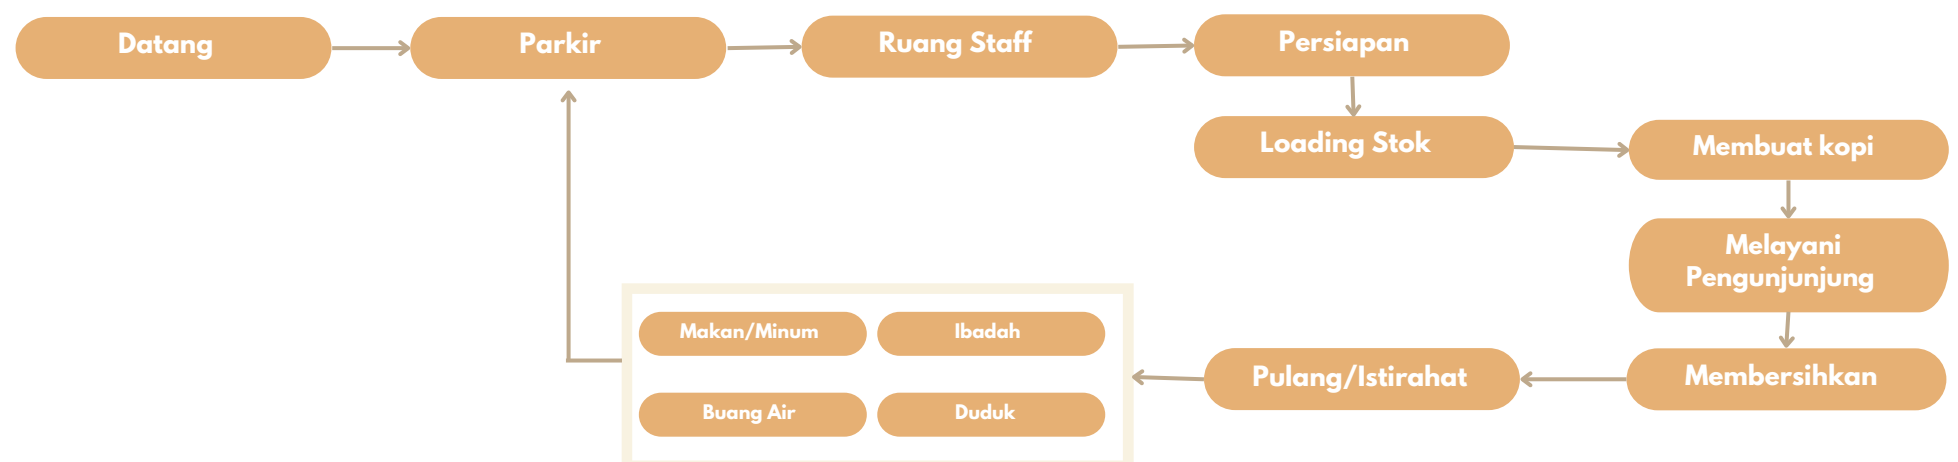 Datang
Parkir
Ruang Staff
Persiapan
Loading Stok
Membuat kopi
Melayani
Pengunjunjung
Membersihkan
Pulang/Istirahat
Makan/Minum
Ibadah
Buang Air
Duduk